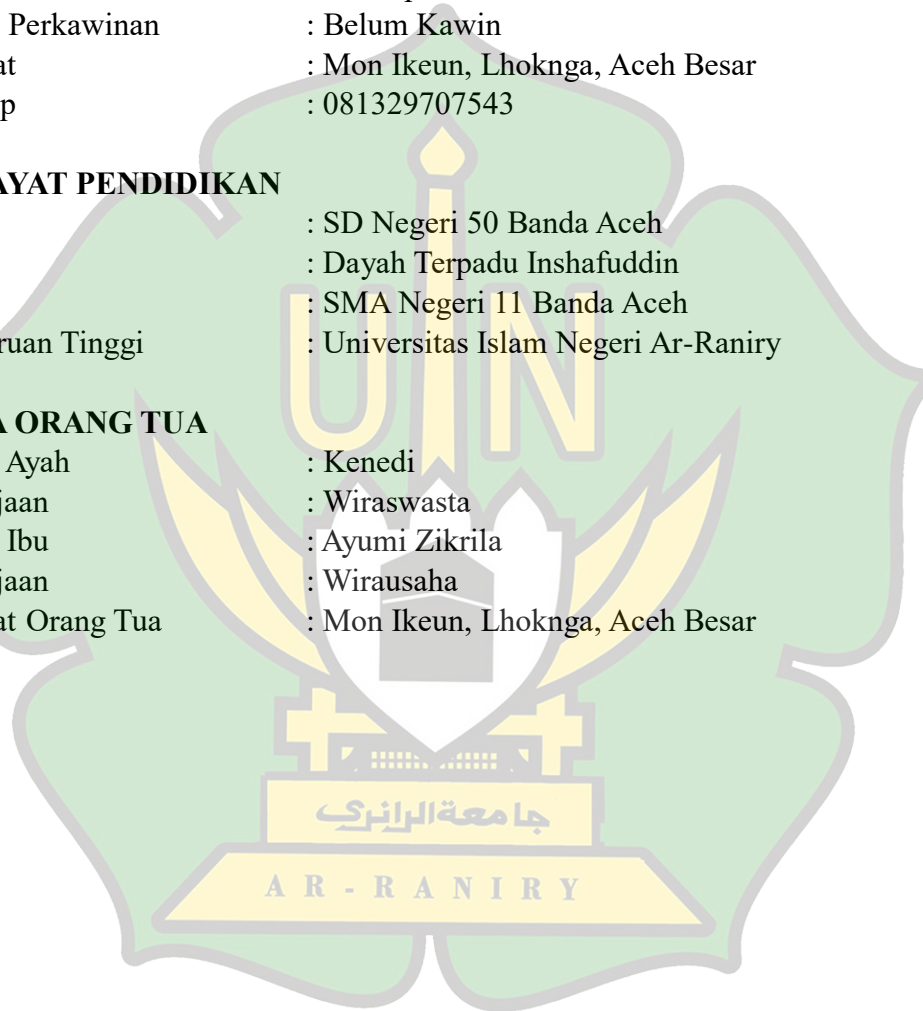 Perkawinan : Belum Kawin
at : Mon Ikeun, Lhoknga, Aceh Besar
p : 081329707543
AYAT PENDIDIKAN
: SD Negeri 50 Banda Aceh
: Dayah Terpadu Inshafuddin
: SMA Negeri 11 Banda Aceh
ruan Tinggi : Universitas Islam Negeri Ar-Raniry
A ORANG TUA
Ayah : Kenedi
jaan : Wiraswasta
Ibu : Ayumi Zikrila
jaan : Wirausaha
at Orang Tua : Mon Ikeun, Lhoknga, Aceh Besar
UIN
جامعة الرانري
AR-RANIRY